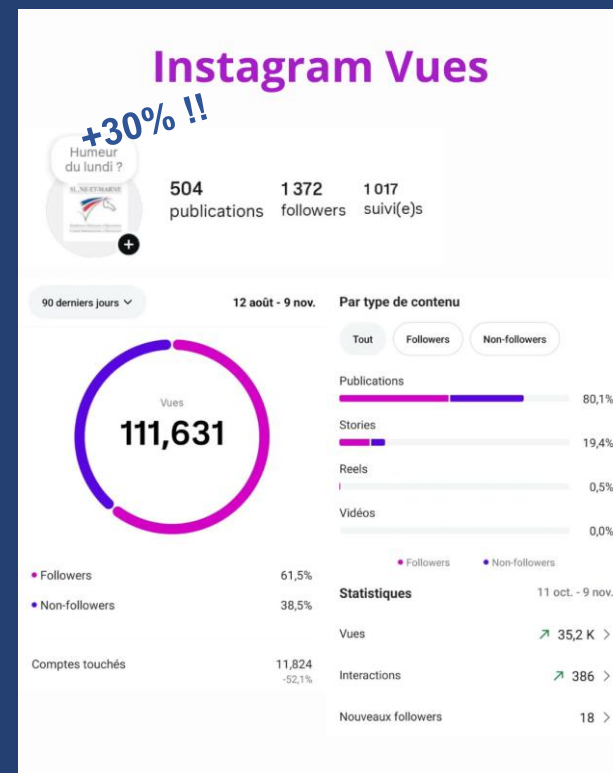 Instagram Vues
+30% !!
Humeur
du lundi ?
504
publications
1 372
followers
1 017
suivi(e)s
90 derniers jours
12 août - 9 nov.
Vues
111,631
Followers 61,5%
Non-followers 38,5%
Comptes touchés 11,824
-52,1%
Par type de contenu
Tout Followers Non-followers
Publications
80,1%
Stories
19,4%
Reels
0,5%
Vidéos
0,0%
Followers Non-followers
Statistiques 11 oct. - 9 nov.
Vues 35,2 K
Interactions 386
Nouveaux followers 18